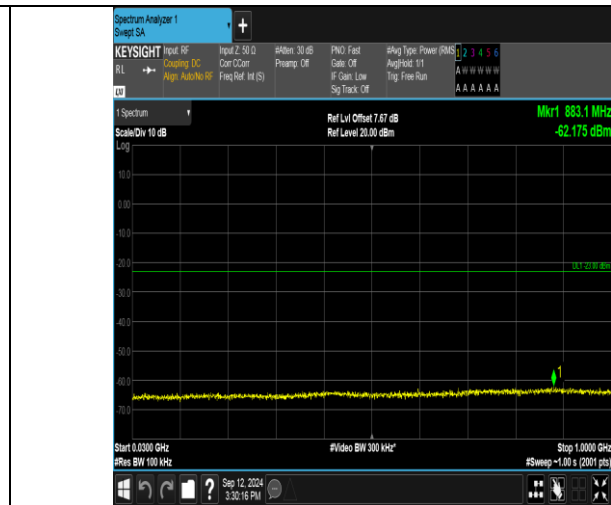 Spectrum Analyzer 1
Swept SA
+
KEYSIGHT
RL
Input: RF
Coupling: DC
Align: Auto/No RF
Input Z: 50 Ω
Corr CCorr
Freq Ref: Int (S)
#Atten: 30 dB
Preamp: Off
PNO: Fast
Gate: Off
IF Gain: Low
Sig Track: Off
#Avg Type: Power (RMS
Avg|Hold: 1/1
Trig: Free Run
1 2 3 4 5 6
A W W W W W
A A A A A A
1 Spectrum
Scale/Div 10 dB
Log
Ref Lvl Offset 7.67 dB
Ref Level 20.00 dBm
Mkr1 883.1 MHz
-62.175 dBm
10.0
0.00
-10.0
-20.0
DL1 -23.00 dBm
-30.0
-40.0
-50.0
1
-60.0
-70.0
Start 0.0300 GHz
#Video BW 300 kHz*
Stop 1.0000 GHz
#Res BW 100 kHz
#Sweep ~1.00 s (2001 pts)
?
Sep 12, 2024
3:30:16 PM